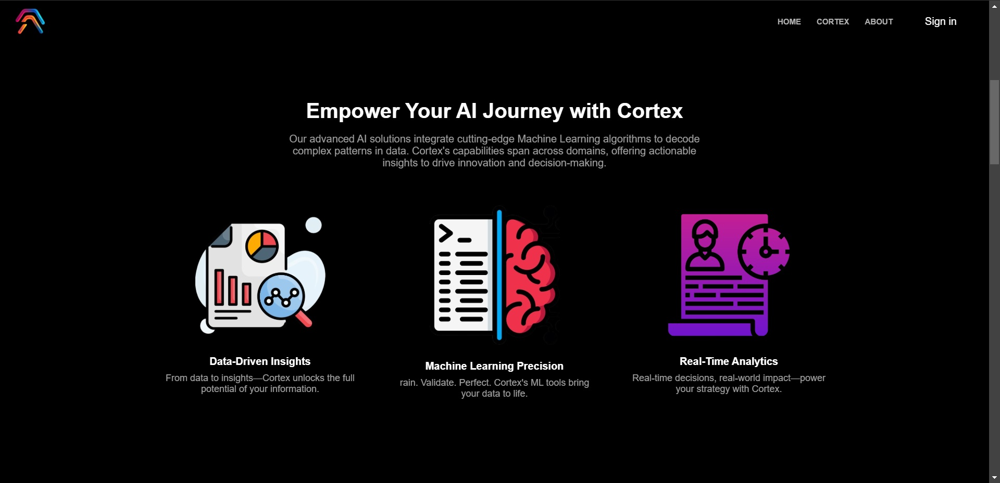 HOME CORTEX ABOUT Sign in
Empower Your AI Journey with Cortex
Our advanced AI solutions integrate cutting-edge Machine Learning algorithms to decode
complex patterns in data. Cortex's capabilities span across domains, offering actionable
insights to drive innovation and decision-making.
Data-Driven Insights
From data to insights—Cortex unlocks the full
potential of your information.
Machine Learning Precision
rain. Validate. Perfect. Cortex's ML tools bring
your data to life.
Real-Time Analytics
Real-time decisions, real-world impact—power
your strategy with Cortex.